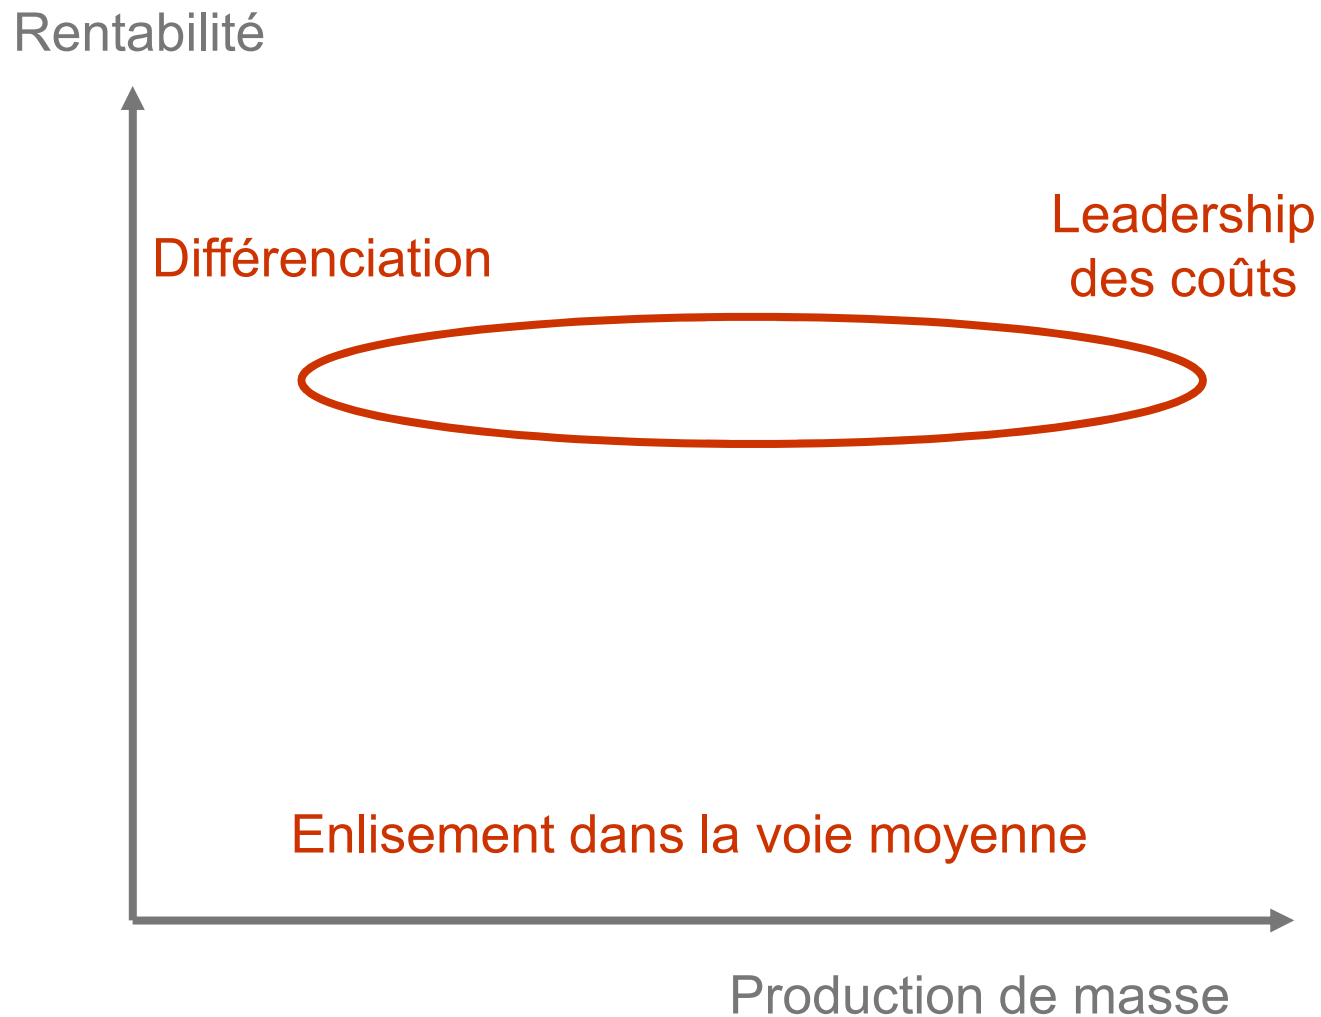 Rentabilité
Différenciation
Leadership
des coûts
Enlisement dans la voie moyenne
Production de masse